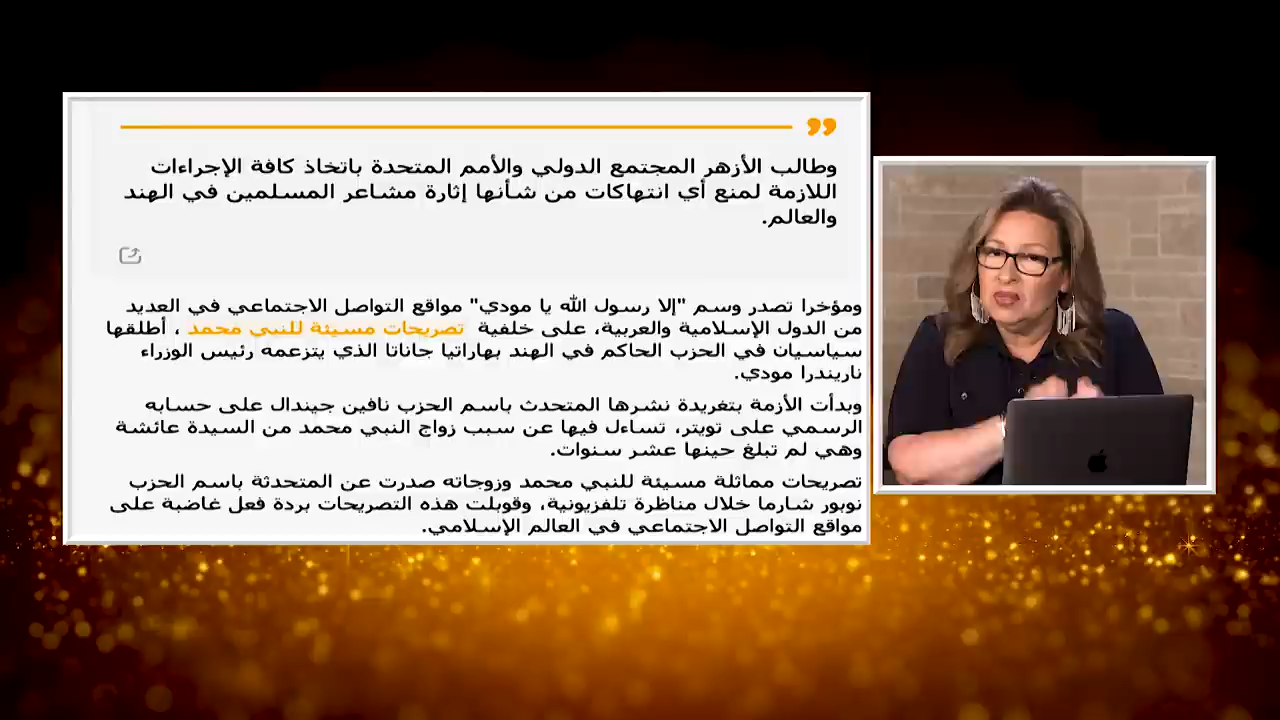 وطالب الأزهر المجتمع الدولي والأمم المتحدة باتخاذ كافة الإجراءات
اللازمة لمنع أي انتهاكات من شأنها إثارة مشاعر المسلمين في الهند
والعالم.
ومؤخرا تصدر وسم "إلا رسول الله يا مودي" مواقع التواصل الاجتماعي في العديد
من الدول الإسلامية والعربية، على خلفية تصريحات مسيئة للنبي محمد ، أطلقها
سياسيان في الحزب الحاكم في الهند بهاراتيا جاناتا الذي يتزعمه رئيس الوزراء
ناريندرا مودي.
وبدأت الأزمة بتغريدة نشرها المتحدث باسم الحزب نافين جيندال على حسابه
الرسمي على تويتر، تساءل فيها عن سبب زواج النبي محمد من السيدة عائشة
وهي لم تبلغ حينها عشر سنوات.
تصريحات مماثلة مسيئة للنبي محمد وزوجاته صدرت عن المتحدثة باسم الحزب
نوبور شارما خلال مناظرة تلفزيونية، وقوبلت هذه التصريحات بردة فعل غاضبة على
مواقع التواصل الاجتماعي في العالم الإسلامي.